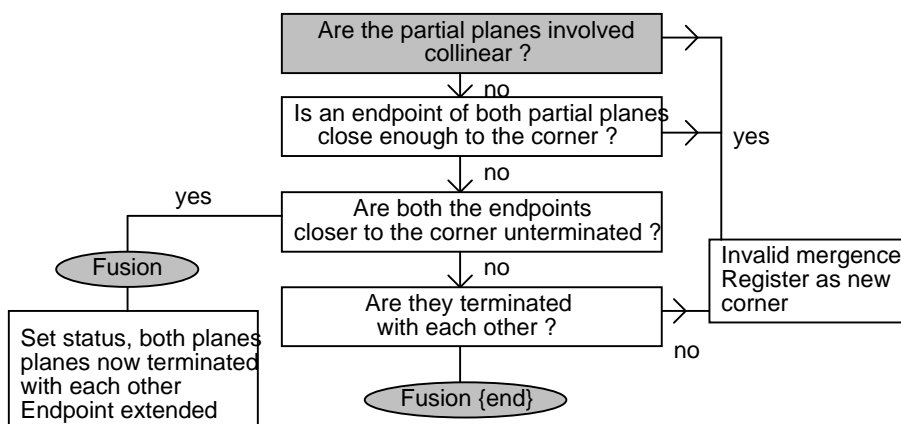 Are the partial planes involved
collinear ?
no
Is an endpoint of both partial planes
close enough to the corner ?
yes
no
yes
Are both the endpoints
closer to the corner unterminated ?
Fusion
no
Invalid mergence
Register as new
corner
Are they terminated
with each other ?
no
Set status, both planes
planes now terminated
with each other
Endpoint extended
Fusion {end}